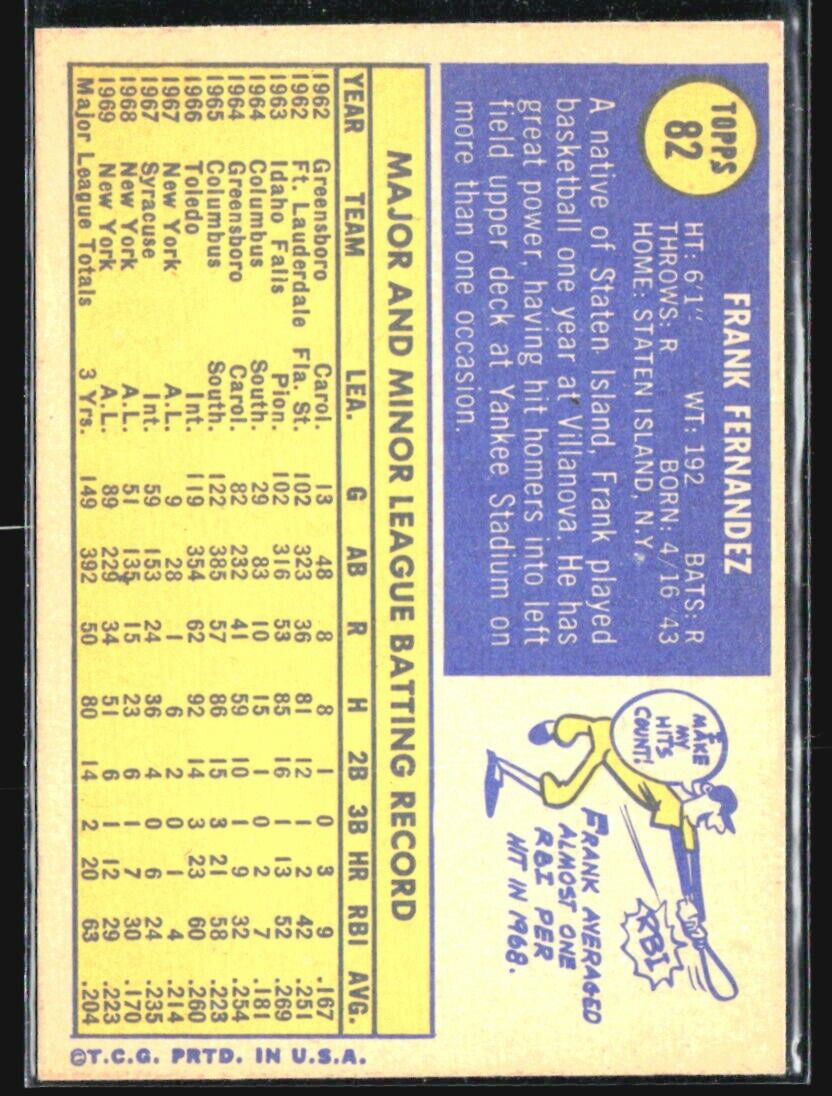 TOPPS
82
FRANK FERNANDEZ
HT: 6'1" WT: 192 BATS: R
THROWS: R BORN: 4/16/43
HOME: STATEN ISLAND, N.Y.
A native of Staten Island, Frank played
basketball one year at Villanova. He has
great power, having hit homers into left
field upper deck at Yankee Stadium on
more than one occasion.
I MAKE
MY
HITS
COUNT!
RBI
FRANK AVERAGED
ALMOST ONE
RBI PER
HIT IN 1968.
MAJOR AND MINOR LEAGUE BATTING RECORD
YEAR TEAM LEA. G AB R H 2B 3B HR RBI AVG.
1962 Greensboro Carol. 13 48 8 8 1 0 3 9 .167
1962 Ft. Lauderdale Fla. St. 102 323 36 81 12 1 2 42 .251
1963 Idaho Falls Pion. 102 316 53 85 16 1 13 52 .269
1964 Columbus South. 29 83 10 15 1 0 2 7 .181
1964 Greensboro Carol. 82 232 41 59 10 1 9 32 .254
1965 Columbus South. 122 385 57 86 15 3 21 58 .223
1966 Toledo Int. 119 354 62 92 14 3 23 60 .260
1967 New York A.L. 9 28 1 6 2 0 1 4 .214
1967 Syracuse Int. 59 153 24 36 4 0 6 24 .235
1968 New York A.L. 51 135 15 23 6 1 7 30 .170
1969 New York A.L. 89 229 34 51 6 1 12 29 .223
Major League Totals 3 Yrs. 149 392 50 80 14 2 20 63 .204
©T.C.G. PRTD. IN U.S.A.